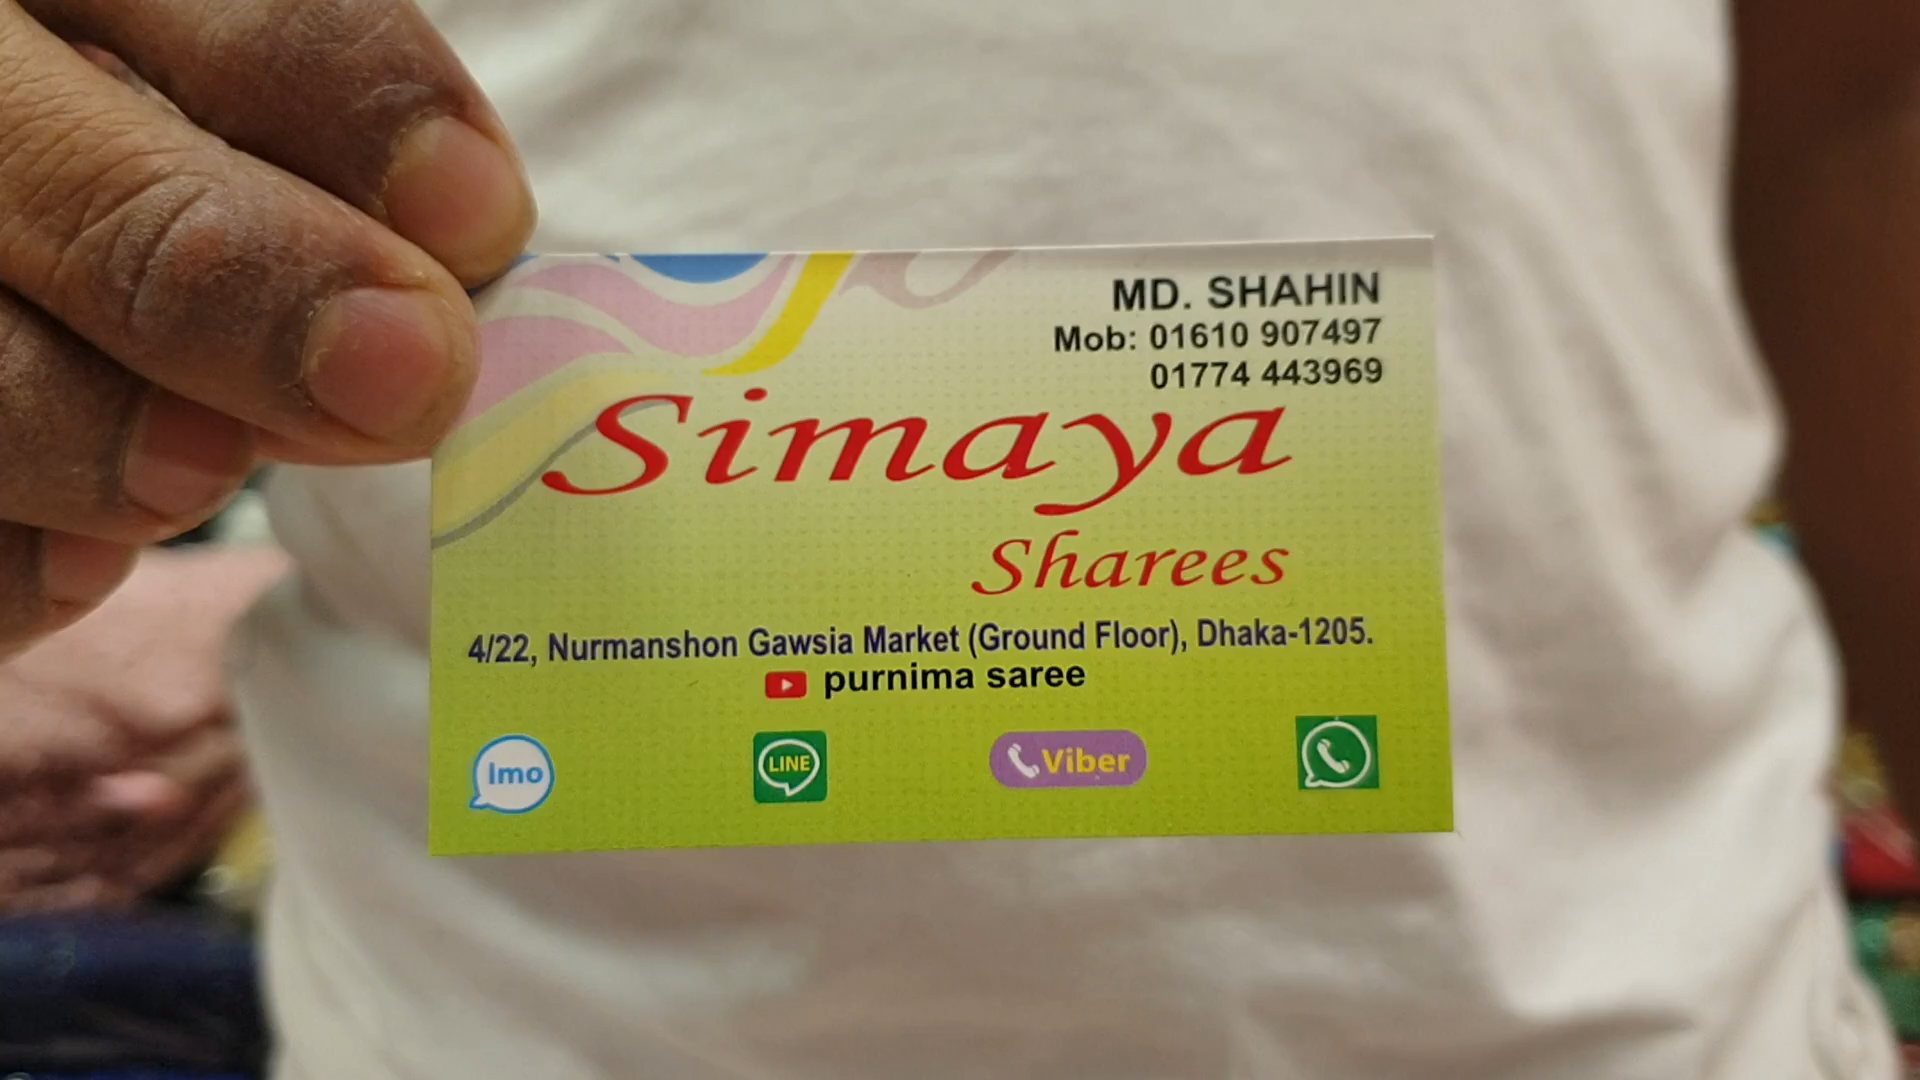 MD. SHAHIN
Mob: 01610 907497
01774 443969
Simaya
Sharees
4/22, Nurmanshon Gawsia Market (Ground Floor), Dhaka-1205.
purnima saree
Imo
LINE
Viber